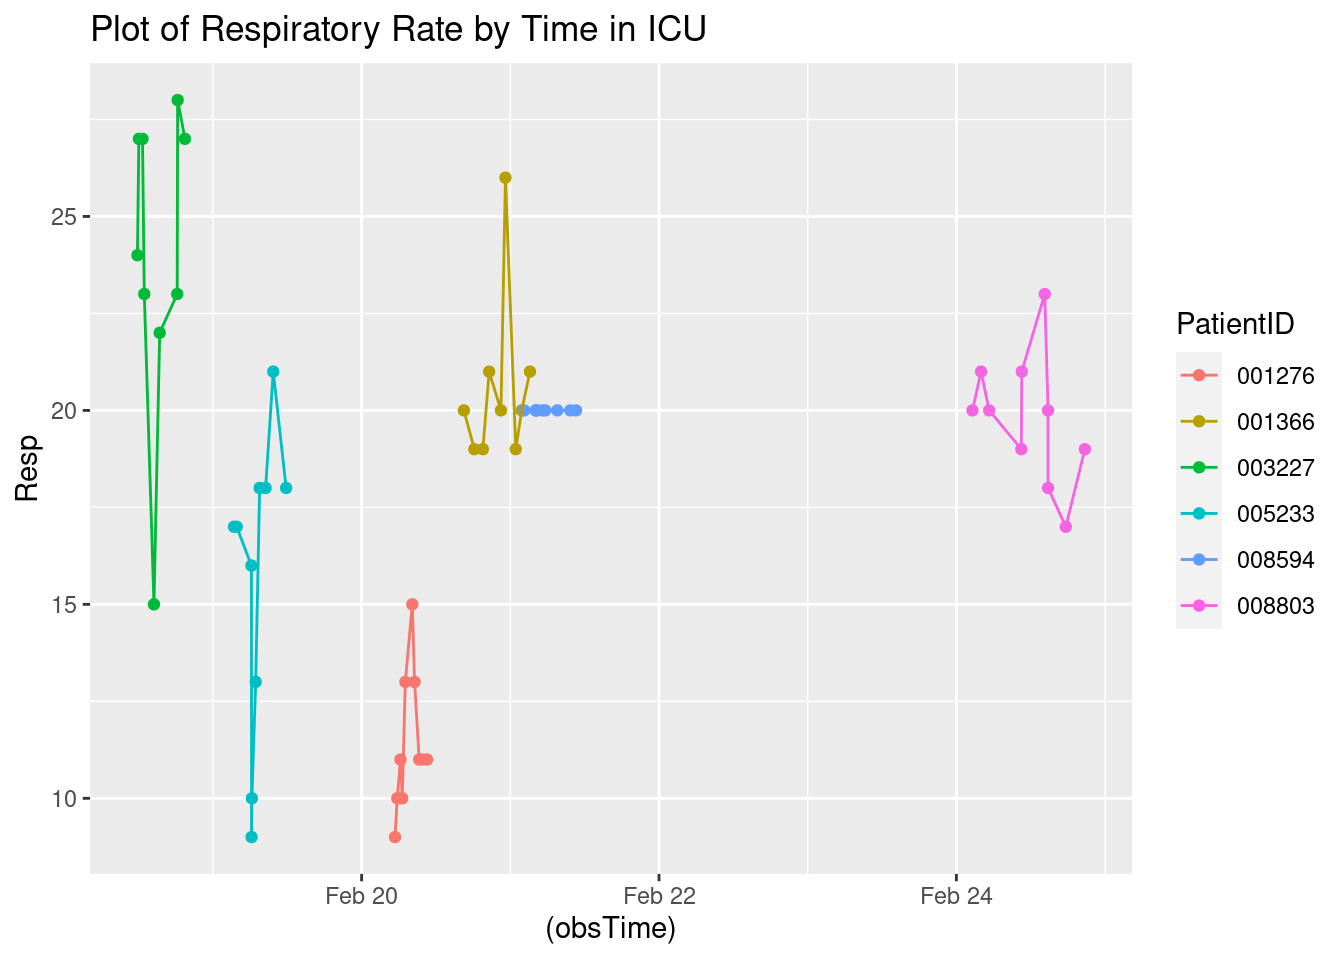 Plot of Respiratory Rate by Time in ICU
Resp
25
20
15
10
Feb 20
Feb 22
Feb 24
(obsTime)
PatientID
001276
001366
003227
005233
008594
008803